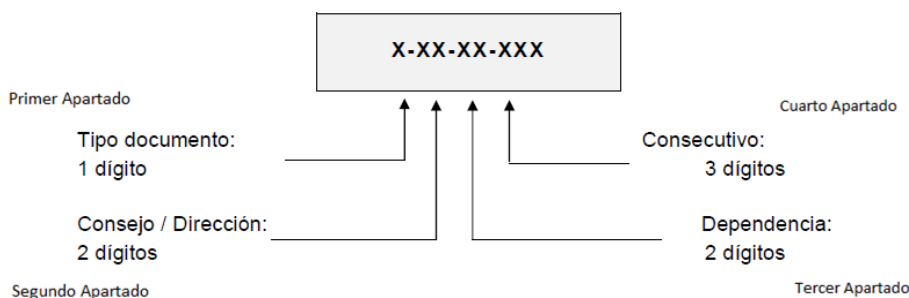 X-XX-XX-XXX
Primer Apartado
Cuarto Apartado
Tipo documento:
1 dígito
Consecutivo:
3 dígitos
Consejo / Dirección:
2 dígitos
Dependencia:
2 dígitos
Segundo Apartado
Tercer Apartado